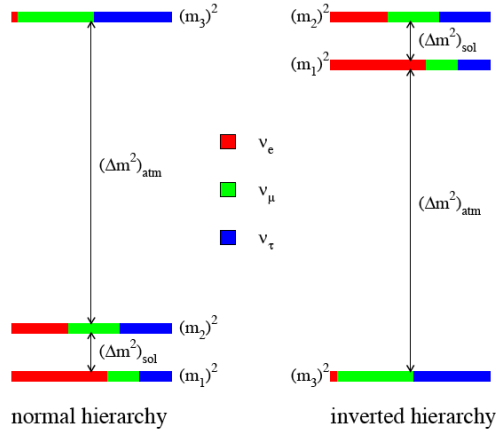 (m₃)²
(m₂)²
(Δm²)sol
(m₁)²
(Δm²)atm
νe
(Δm²)atm
νμ
ντ
(m₂)²
(Δm²)sol
(m₁)²
(m₃)²
normal hierarchy
inverted hierarchy